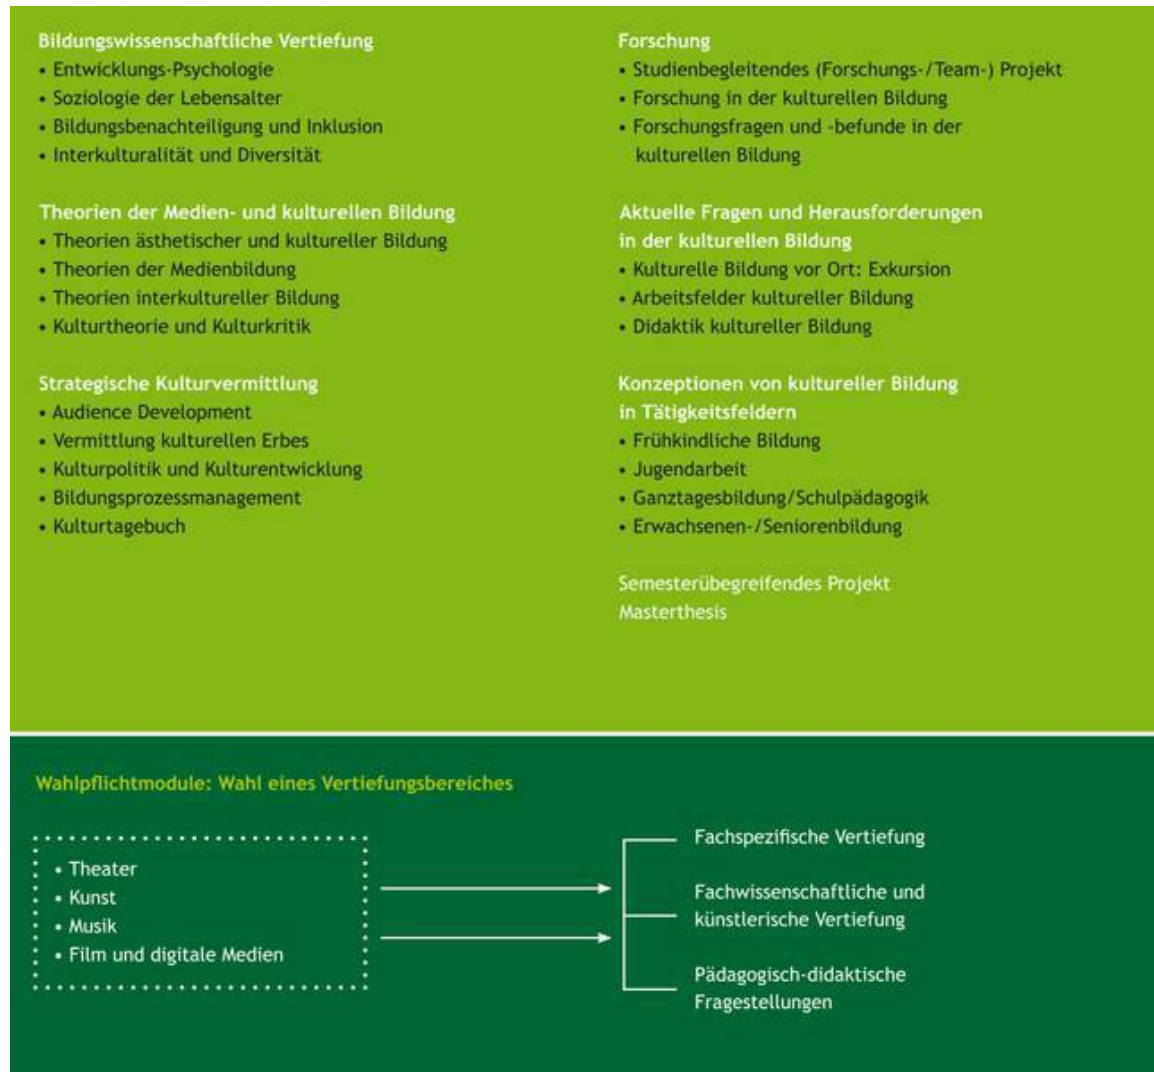 Bildungswissenschaftliche Vertiefung
• Entwicklungs-Psychologie
• Soziologie der Lebensalter
• Bildungsbenachteiligung und Inklusion
• Interkulturalität und Diversität
Theorien der Medien- und kulturellen Bildung
• Theorien ästhetischer und kultureller Bildung
• Theorien der Medienbildung
• Theorien interkultureller Bildung
• Kulturtheorie und Kulturkritik
Strategische Kulturvermittlung
• Audience Development
• Vermittlung kulturellen Erbes
• Kulturpolitik und Kulturentwicklung
• Bildungsprozessmanagement
• Kulturtagebuch
Forschung
• Studienbegleitendes (Forschungs-/Team-) Projekt
• Forschung in der kulturellen Bildung
• Forschungsfragen und -befunde in der
kulturellen Bildung
Aktuelle Fragen und Herausforderungen
in der kulturellen Bildung
• Kulturelle Bildung vor Ort: Exkursion
• Arbeitsfelder kultureller Bildung
• Didaktik kultureller Bildung
Konzeptionen von kultureller Bildung
in Tätigkeitsfeldern
• Frühkindliche Bildung
• Jugendarbeit
• Ganztagesbildung/Schulpädagogik
• Erwachsenen-/Seniorenbildung
Semesterübegreifendes Projekt
Masterthesis
Wahlpflichtmodule: Wahl eines Vertiefungsbereiches
• Theater
• Kunst
• Musik
• Film und digitale Medien
Fachspezifische Vertiefung
Fachwissenschaftliche und
künstlerische Vertiefung
Pädagogisch-didaktische
Fragestellungen